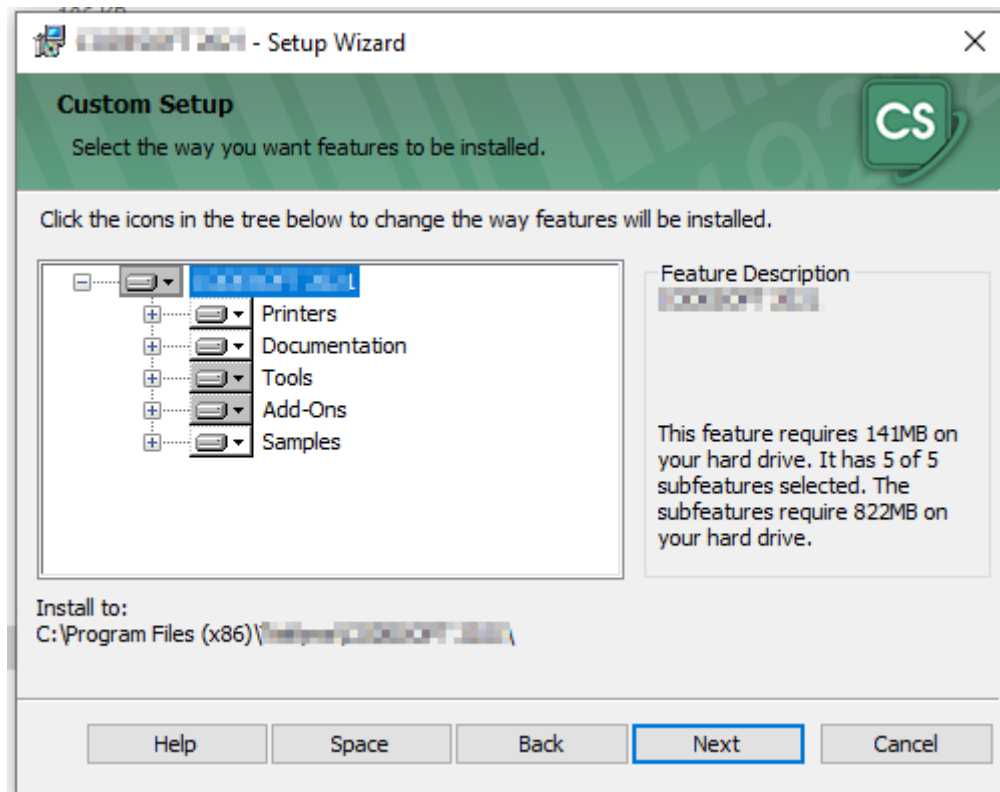 - Setup Wizard
Custom Setup
Select the way you want features to be installed.
CS
Click the icons in the tree below to change the way features will be installed.
Printers
Documentation
Tools
Add-Ons
Samples
Feature Description
This feature requires 141MB on
your hard drive. It has 5 of 5
subfeatures selected. The
subfeatures require 822MB on
your hard drive.
Install to:
C:\Program Files (x86)\
Help
Space
Back
Next
Cancel